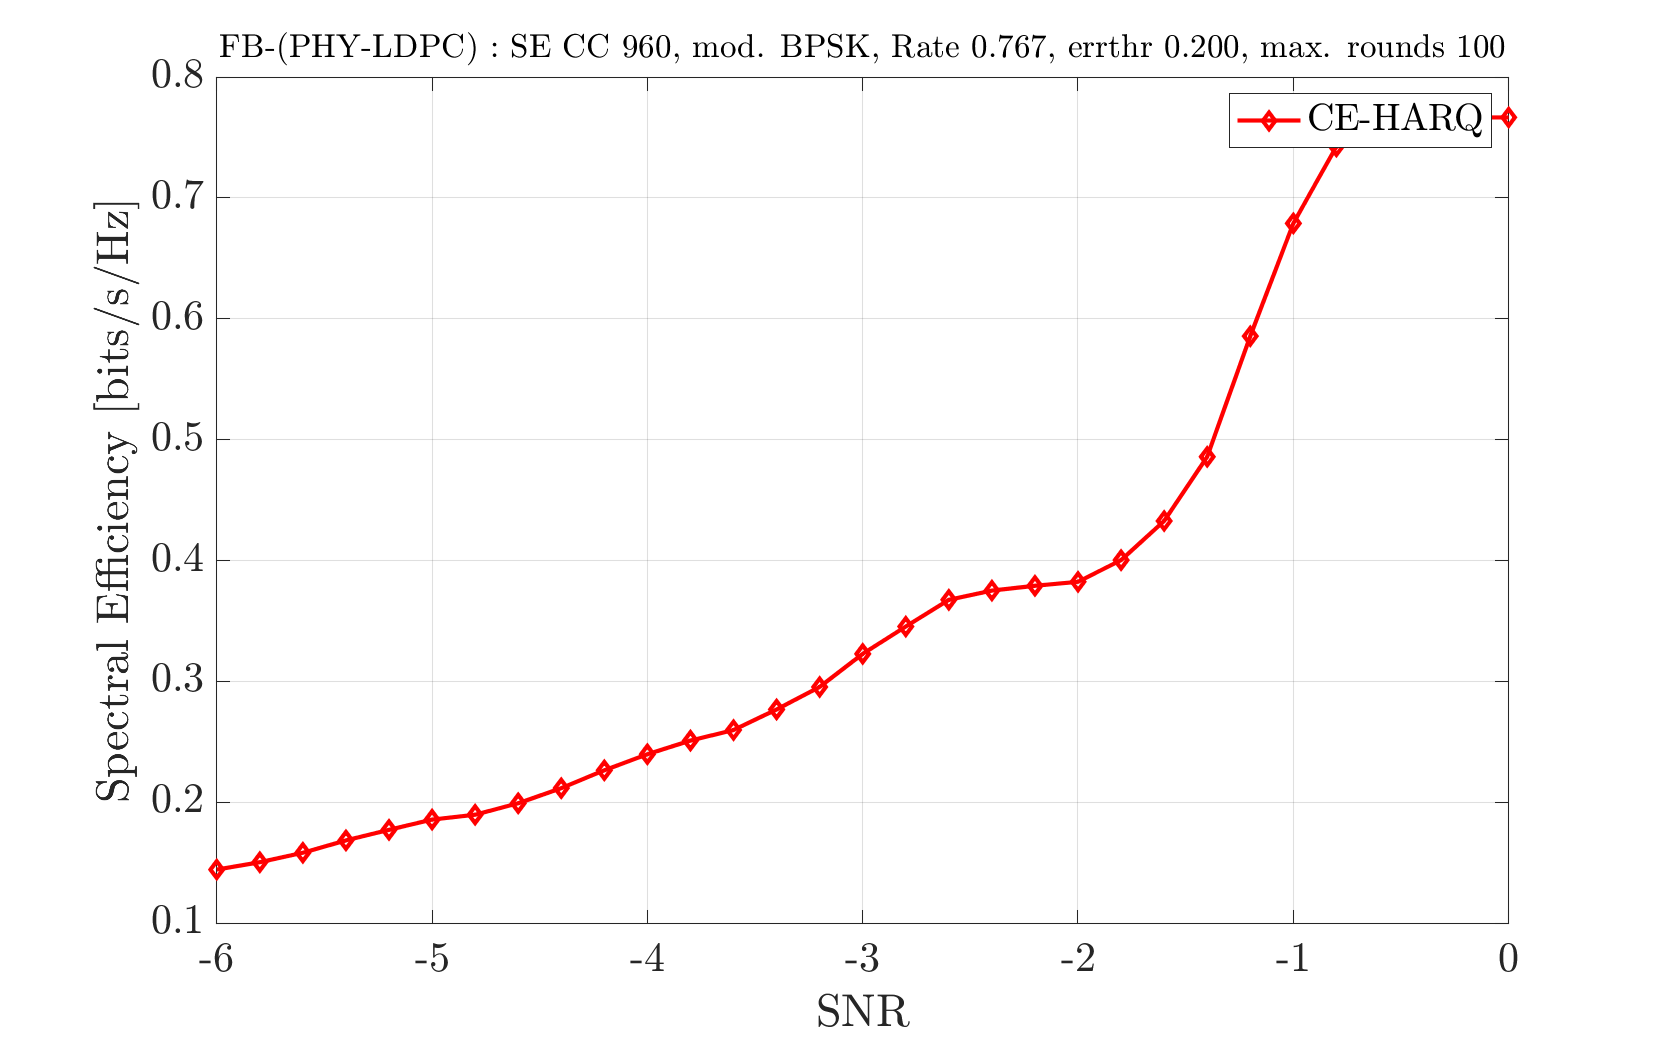 FB-(PHY-LDPC) : SE CC 960, mod. BPSK, Rate 0.767, errthr 0.200, max. rounds 100
CE-HARQ
0.8
0.7
0.6
0.5
0.4
0.3
0.2
0.1
Spectral Efficiency [bits/s/Hz]
-6 -5 -4 -3 -2 -1 0
SNR